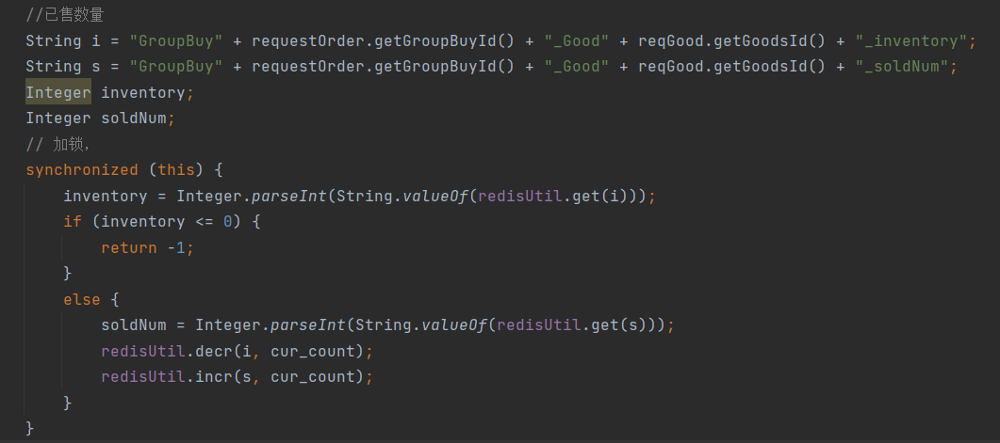 //已售数量
String i = "GroupBuy" + requestOrder.getGroupBuyId() + "_Good" + reqGood.getGoodsId() + "_inventory";
String s = "GroupBuy" + requestOrder.getGroupBuyId() + "_Good" + reqGood.getGoodsId() + "_soldNum";
Integer inventory;
Integer soldNum;
// 加锁,
synchronized (this) {
    inventory = Integer.parseInt(String.valueOf(redisUtil.get(i)));
    if (inventory <= 0) {
        return -1;
    }
    else {
        soldNum = Integer.parseInt(String.valueOf(redisUtil.get(s)));
        redisUtil.decr(i, cur_count);
        redisUtil.incr(s, cur_count);
    }
}